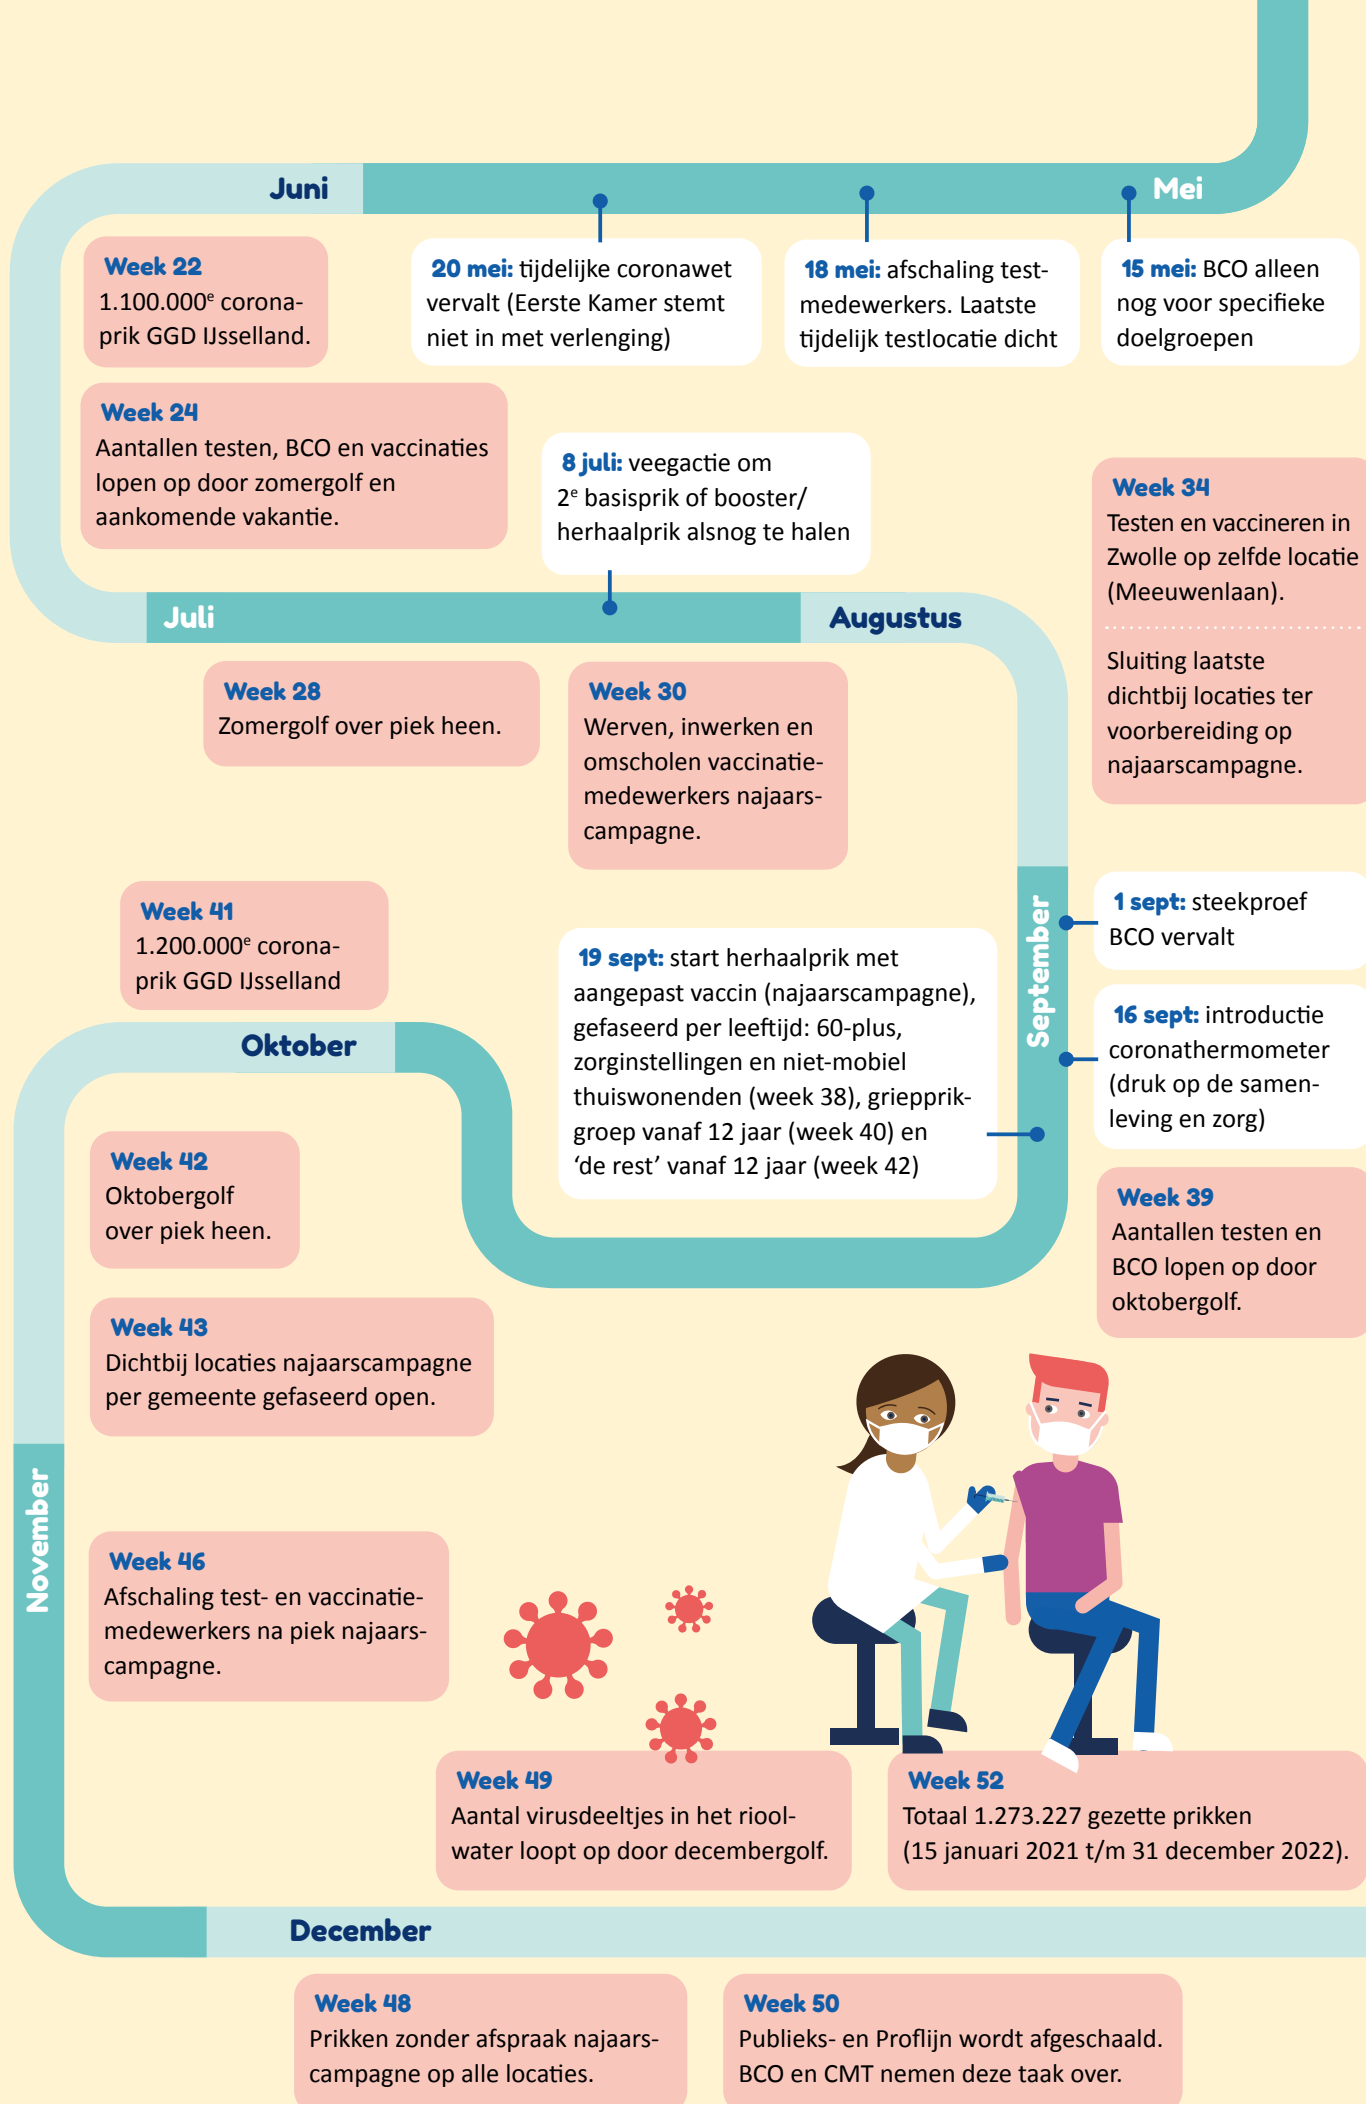 Mei
15 mei: BCO alleen
nog voor specifieke
doelgroepen
18 mei: afschaling test-
medewerkers. Laatste
tijdelijk testlocatie dicht
20 mei: tijdelijke coronawet
vervalt (Eerste Kamer stemt
niet in met verlenging)
Juni
Week 22
1.100.000e corona-
prik GGD IJsselland.
Week 24
Aantallen testen, BCO en vaccinaties
lopen op door zomergolf en
aankomende vakantie.
Juli
8 juli: veegactie om
2e basisprik of booster/
herhaalprik alsnog te halen
Week 28
Zomergolf over piek heen.
Week 30
Werven, inwerken en
omscholen vaccinatie-
medewerkers najaars-
campagne.
Augustus
Week 34
Testen en vaccineren in
Zwolle op zelfde locatie
(Meeuwenlaan).
Sluiting laatste
dichtbij locaties ter
voorbereiding op
najaarscampagne.
September
1 sept: steekproef
BCO vervalt
16 sept: introductie
coronathermometer
(druk op de samen-
leving en zorg)
19 sept: start herhaalprik met
aangepast vaccin (najaarscampagne),
gefaseerd per leeftijd: 60-plus,
zorginstellingen en niet-mobiel
thuiswonenden (week 38), griepprik-
groep vanaf 12 jaar (week 40) en
‘de rest’ vanaf 12 jaar (week 42)
Week 39
Aantallen testen en
BCO lopen op door
oktobergolf.
Oktober
Week 41
1.200.000e corona-
prik GGD IJsselland
Week 42
Oktobergolf
over piek heen.
Week 43
Dichtbij locaties najaarscampagne
per gemeente gefaseerd open.
November
Week 46
Afschaling test- en vaccinatie-
medewerkers na piek najaars-
campagne.
December
Week 48
Prikken zonder afspraak najaars-
campagne op alle locaties.
Week 49
Aantal virusdeeltjes in het riool-
water loopt op door decembergolf.
Week 50
Publieks- en Proflijn wordt afgeschaald.
BCO en CMT nemen deze taak over.
Week 52
Totaal 1.273.227 gezette prikken
(15 januari 2021 t/m 31 december 2022).